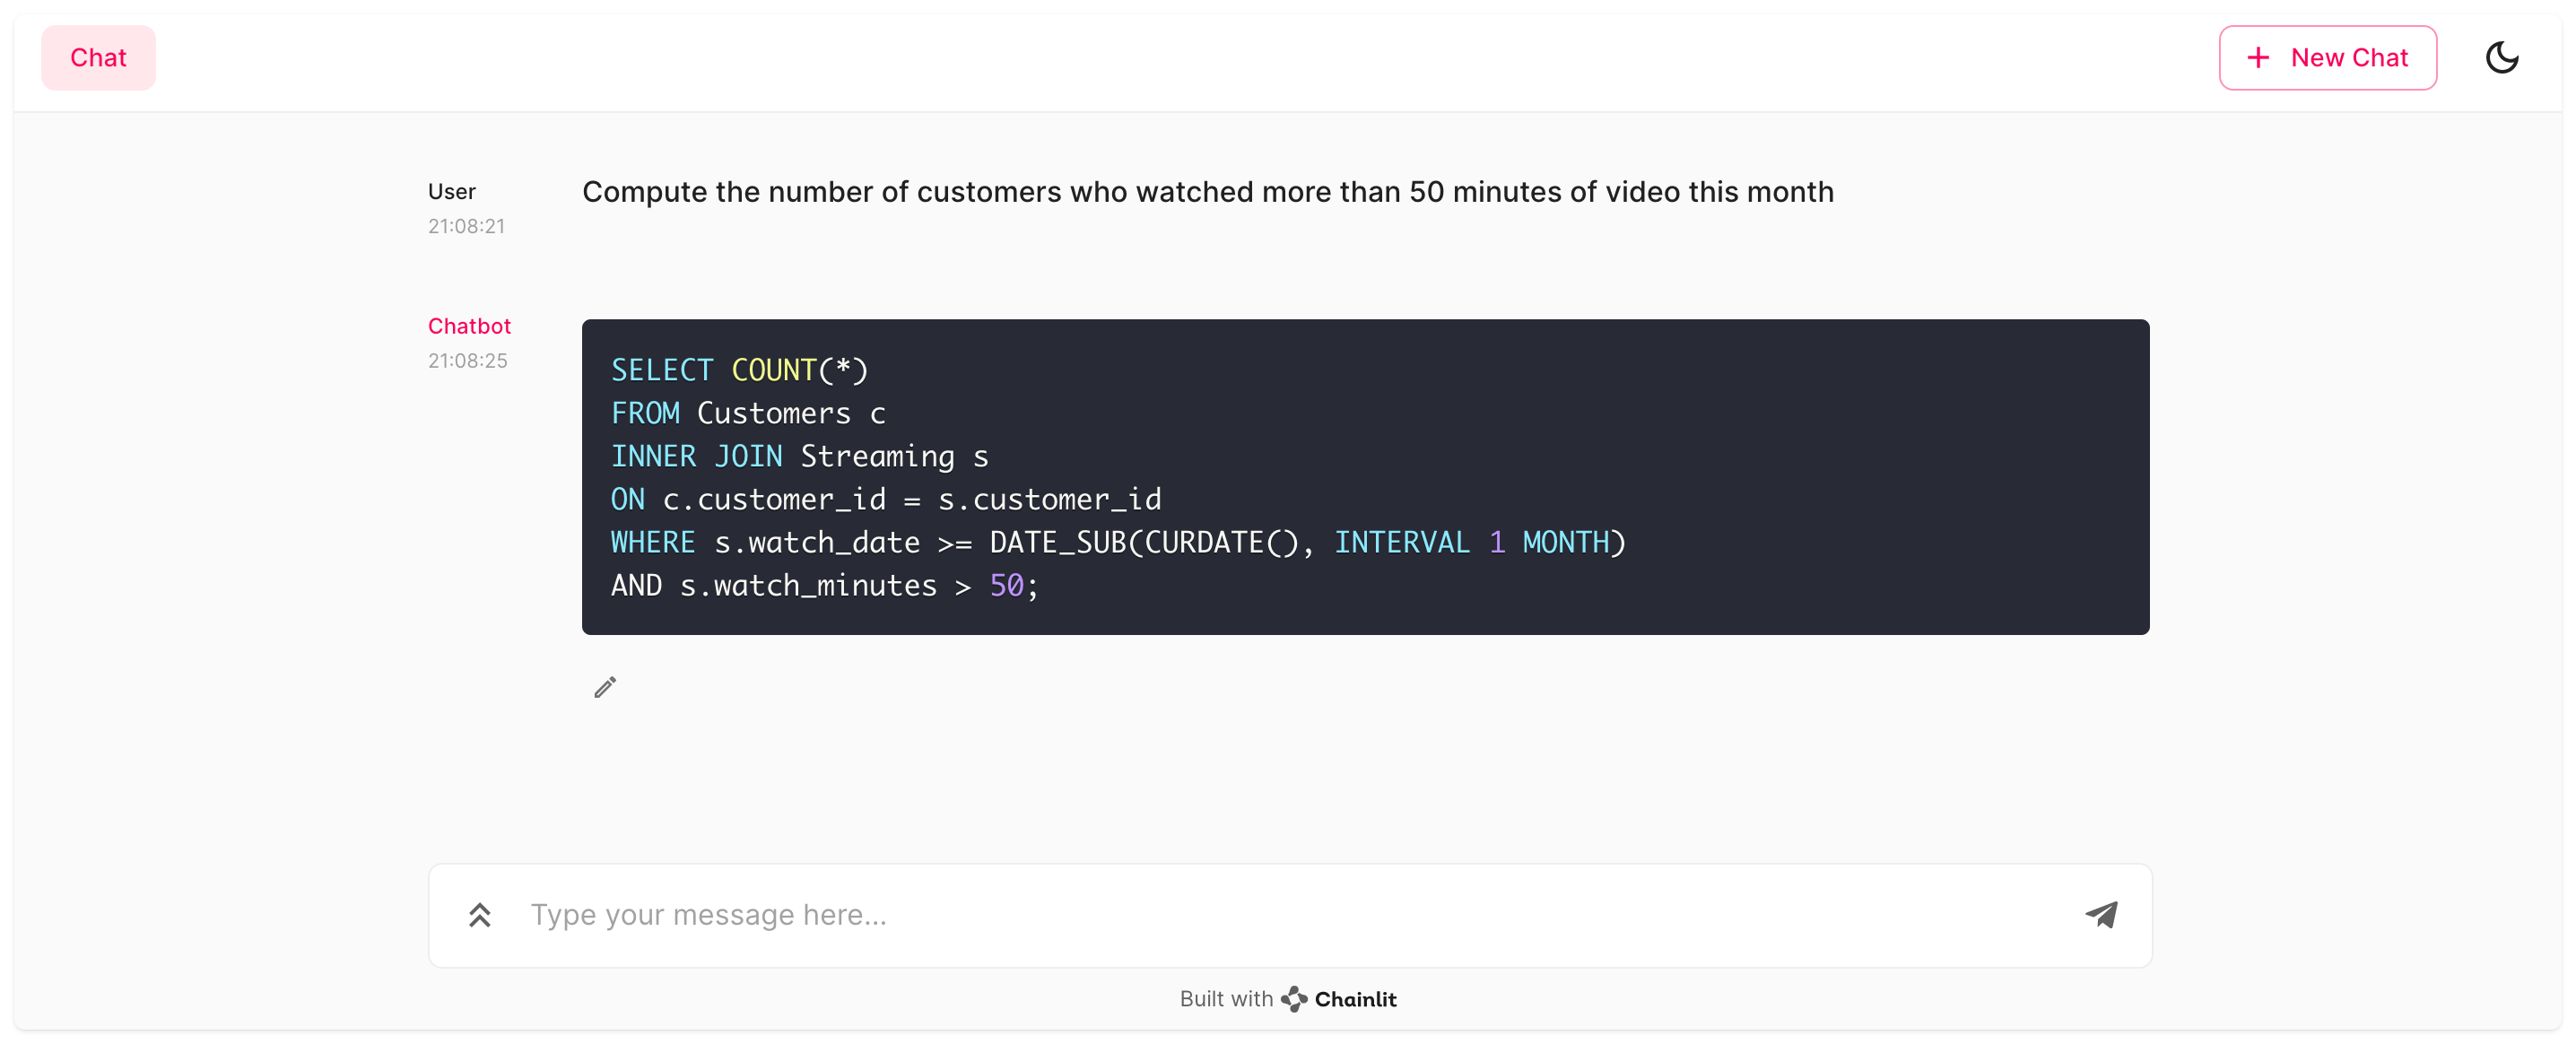 Chat
New Chat
User
21:08:21
Compute the number of customers who watched more than 50 minutes of video this month
Chatbot
21:08:25
SELECT COUNT(*)
FROM Customers c
INNER JOIN Streaming s
ON c.customer_id = s.customer_id
WHERE s.watch_date >= DATE_SUB(CURDATE(), INTERVAL 1 MONTH)
AND s.watch_minutes > 50;
Type your message here...
Built with Chainlit